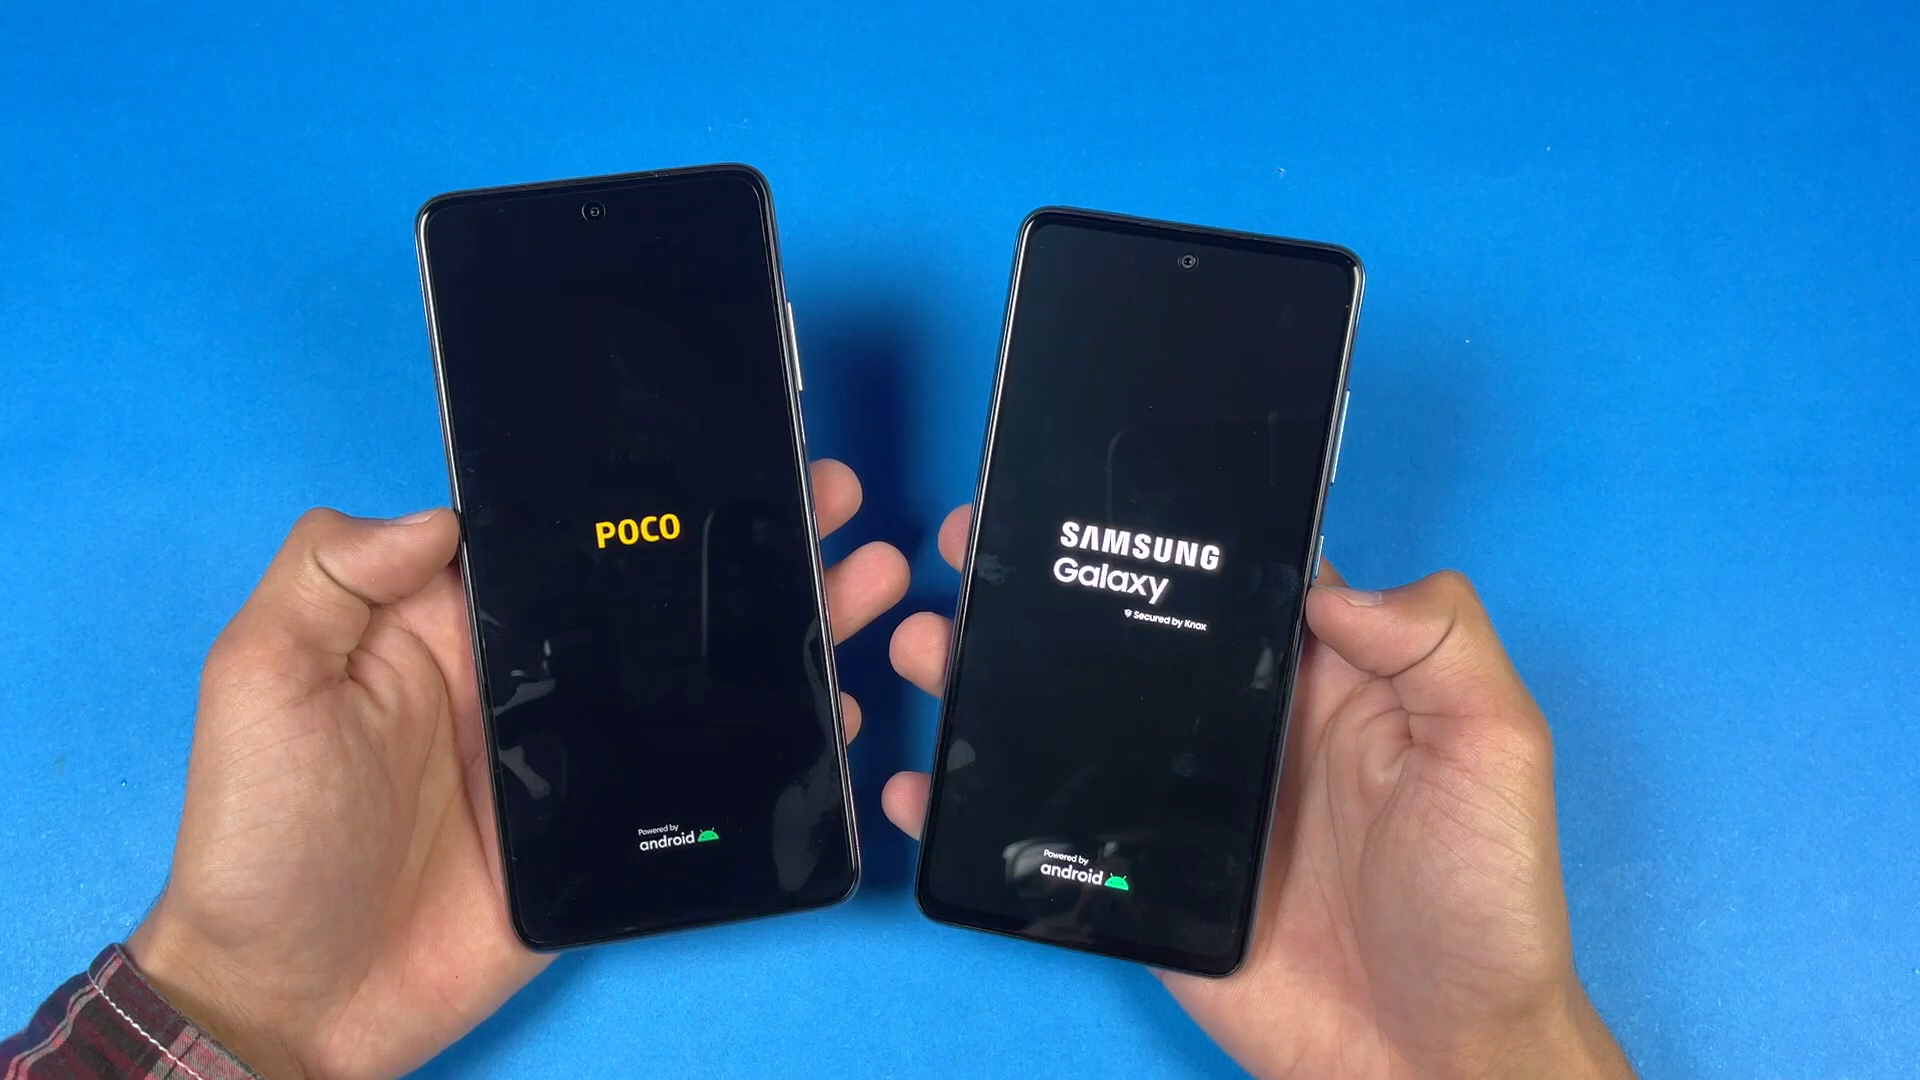 POCO
Powered by
android
SAMSUNG
Galaxy
Secured by Knox
Powered by
android